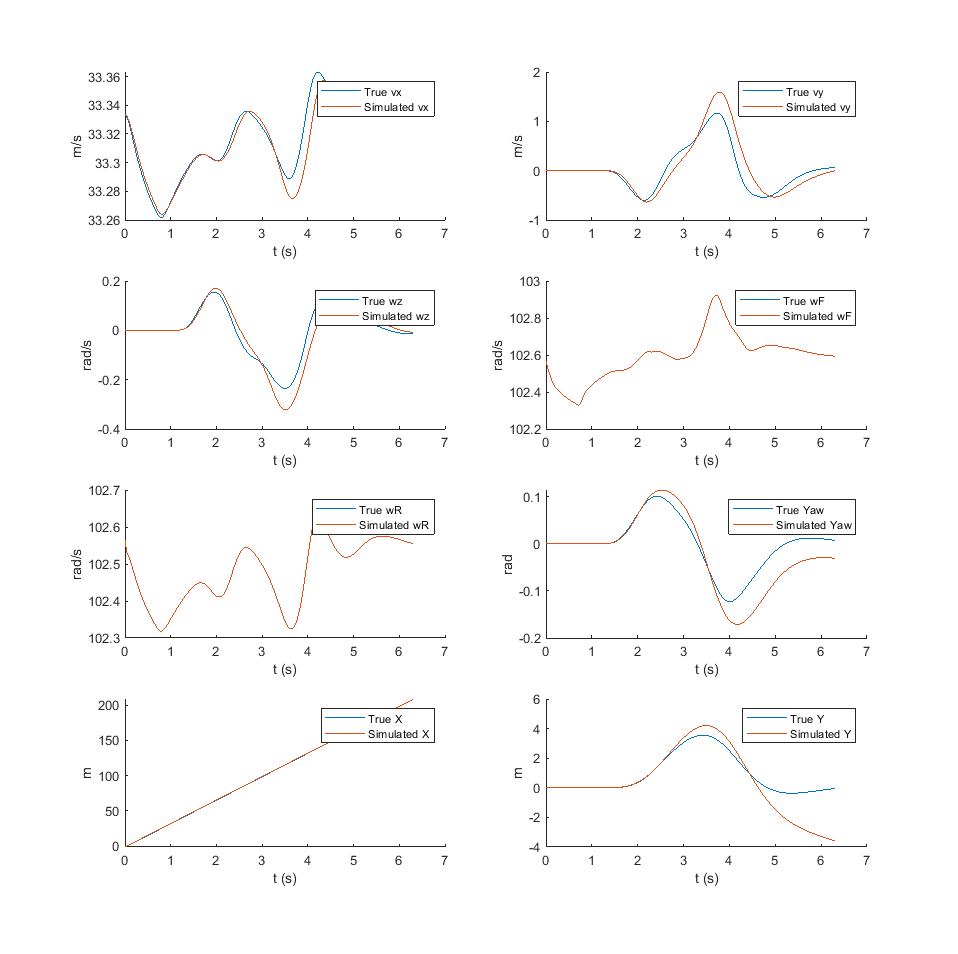 33.36
33.34
33.32
33.3
33.28
33.26
m/s
True vx
Simulated vx
0 1 2 3 4 5 6 7
t (s)
2
1
0
-1
m/s
True vy
Simulated vy
0 1 2 3 4 5 6 7
t (s)
0.2
0
-0.2
-0.4
rad/s
True wz
Simulated wz
0 1 2 3 4 5 6 7
t (s)
103
102.8
102.6
102.4
102.2
rad/s
True wF
Simulated wF
0 1 2 3 4 5 6 7
t (s)
102.7
102.6
102.5
102.4
102.3
rad/s
True wR
Simulated wR
0 1 2 3 4 5 6 7
t (s)
0.1
0
-0.1
-0.2
rad
True Yaw
Simulated Yaw
0 1 2 3 4 5 6 7
t (s)
200
150
100
50
0
m
True X
Simulated X
0 1 2 3 4 5 6 7
t (s)
6
4
2
0
-2
-4
m
True Y
Simulated Y
0 1 2 3 4 5 6 7
t (s)